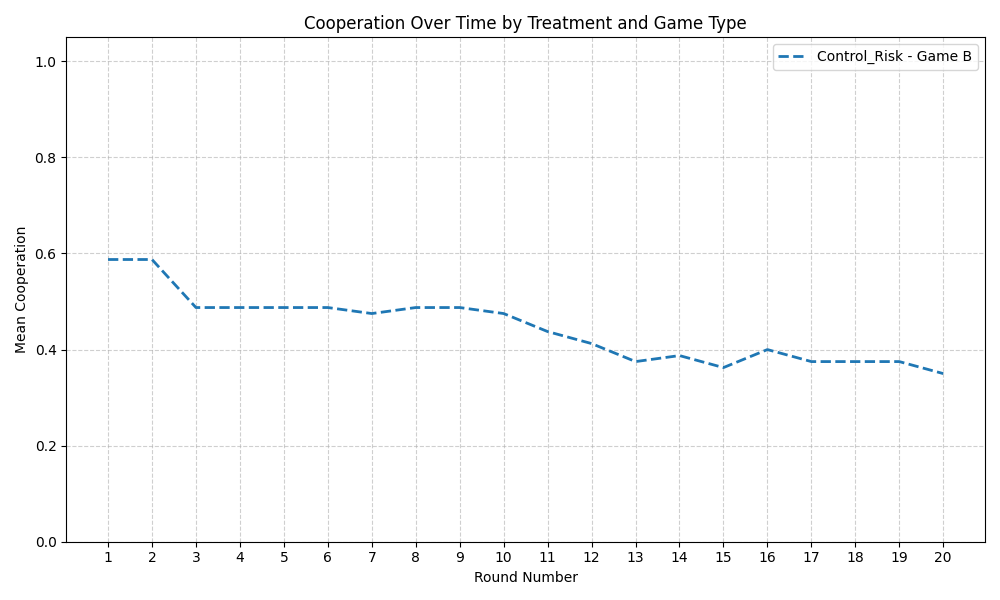 Cooperation Over Time by Treatment and Game Type
Control_Risk - Game B
Mean Cooperation
1.0
0.8
0.6
0.4
0.2
0.0
1 2 3 4 5 6 7 8 9 10 11 12 13 14 15 16 17 18 19 20
Round Number